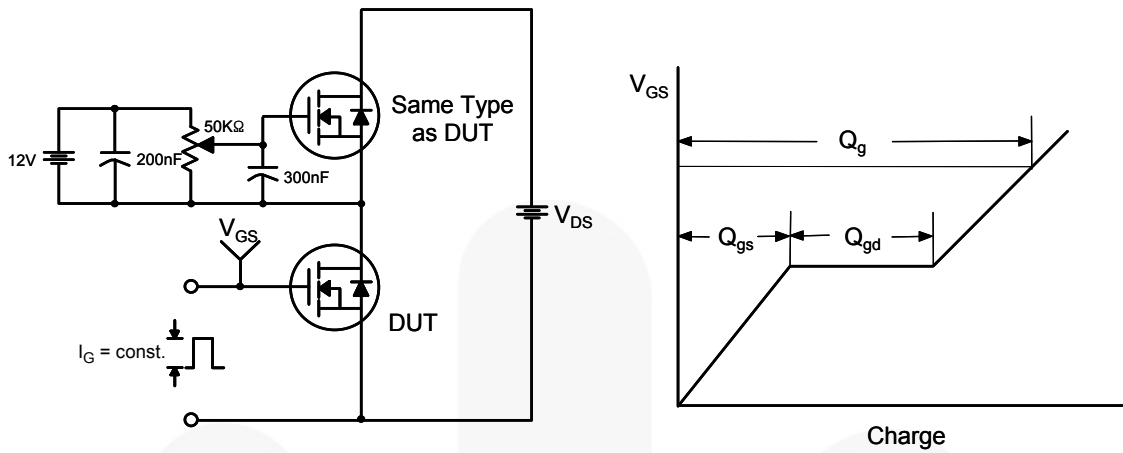 Same Type
as DUT
50KΩ
12V
200nF
300nF
V_GS
V_DS
DUT
I_G = const.
V_GS
Q_g
Q_gs
Q_gd
Charge